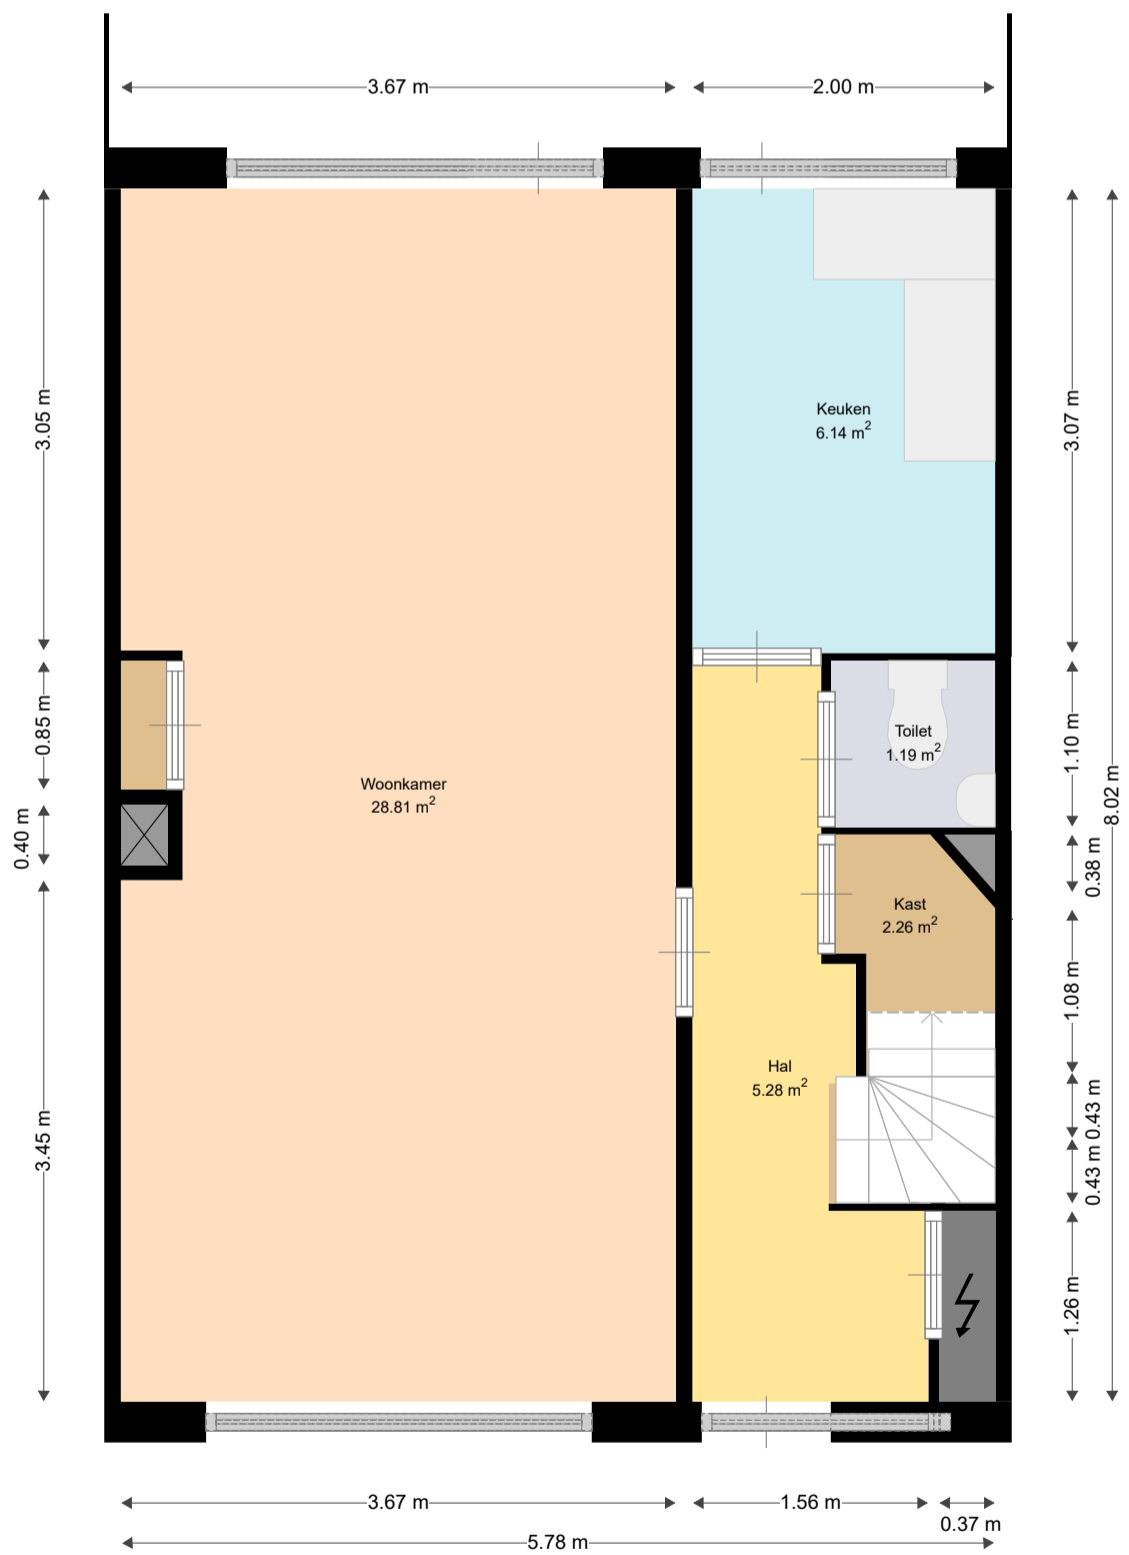 3.67 m
2.00 m
3.05 m
3.07 m
Keuken
6.14 m²
0.85 m
Toilet
1.19 m²
1.10 m
Woonkamer
28.81 m²
8.02 m
0.40 m
0.38 m
Kast
2.26 m²
1.08 m
Hal
5.28 m²
0.43 m
3.45 m
0.43 m
1.26 m
3.67 m
1.56 m
0.37 m
5.78 m